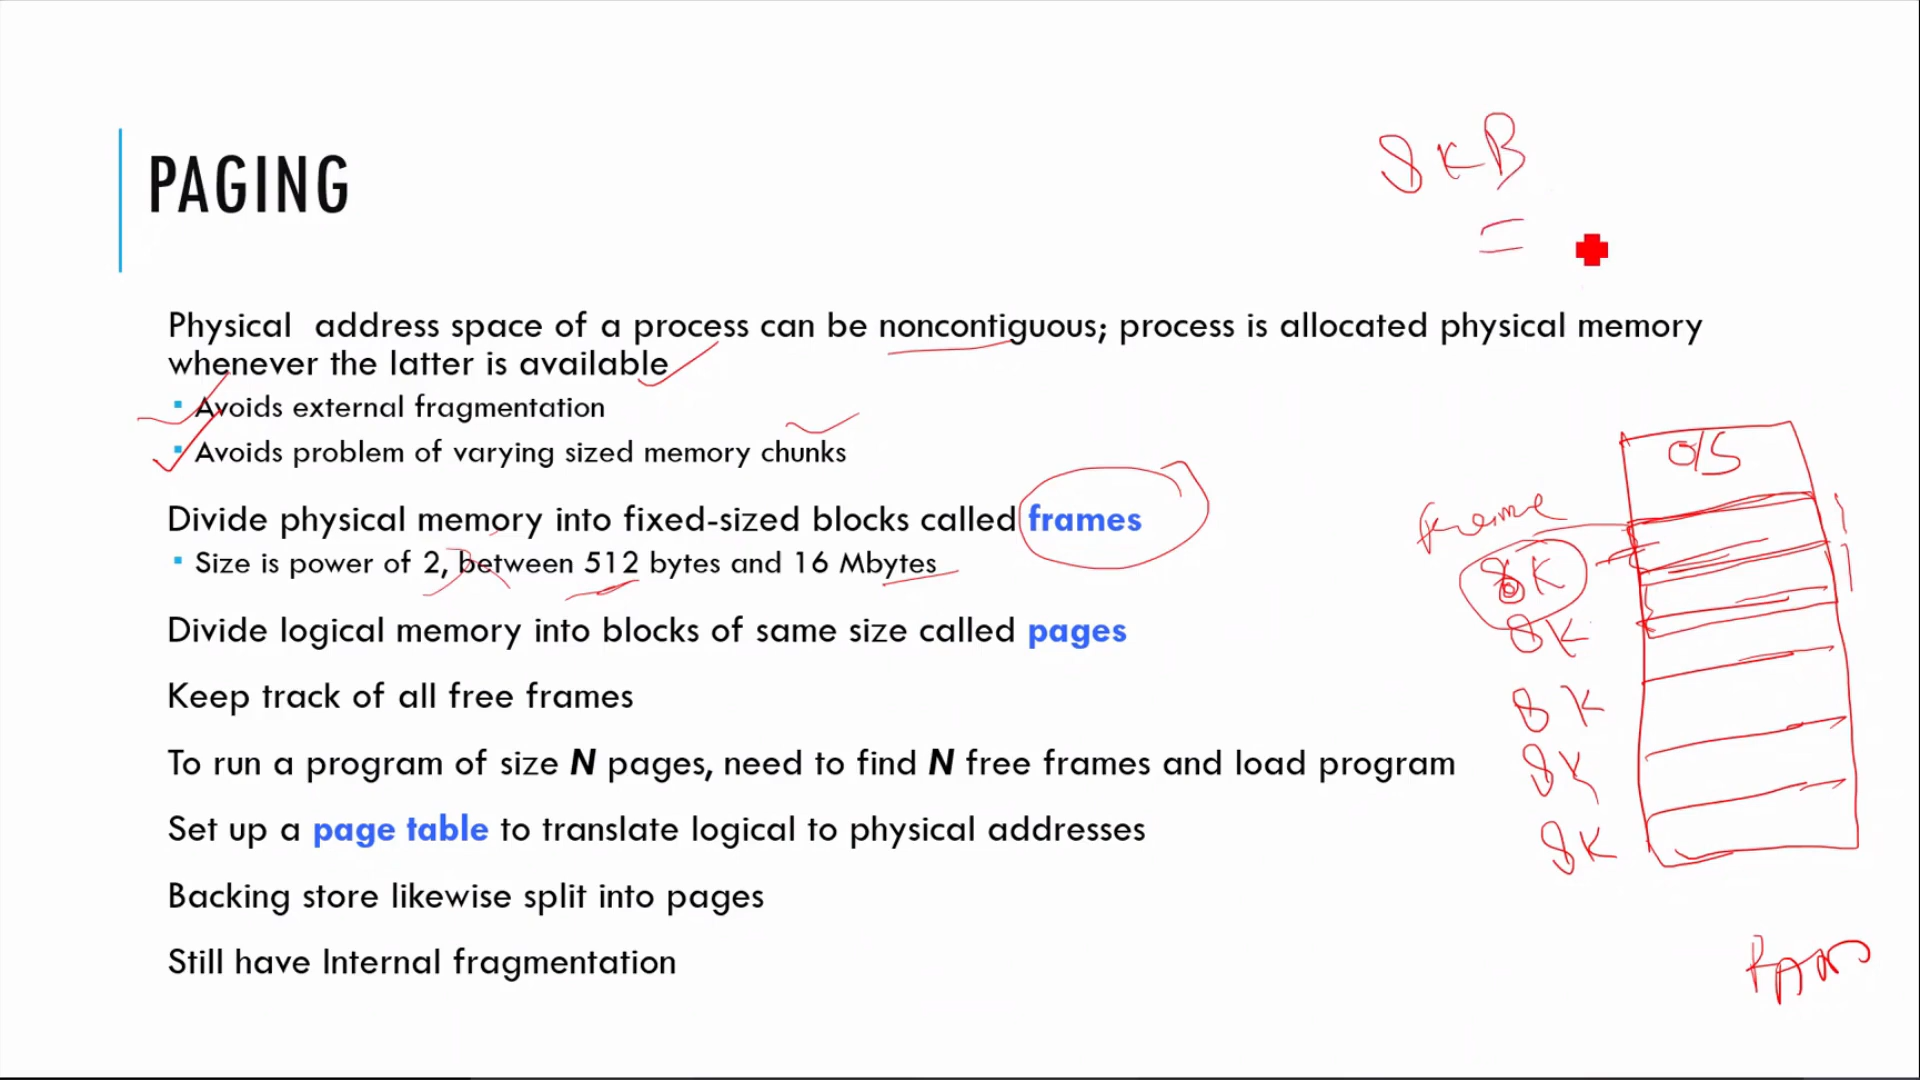 PAGING
8KB
=
Physical address space of a process can be noncontiguous; process is allocated physical memory
whenever the latter is available
▪ Avoids external fragmentation
▪ Avoids problem of varying sized memory chunks
Divide physical memory into fixed-sized blocks called frames
▪ Size is power of 2, between 512 bytes and 16 Mbytes
Divide logical memory into blocks of same size called pages
Keep track of all free frames
To run a program of size N pages, need to find N free frames and load program
Set up a page table to translate logical to physical addresses
Backing store likewise split into pages
Still have Internal fragmentation
O/S
frame
8K
8K
8K
8K
8K
RAM